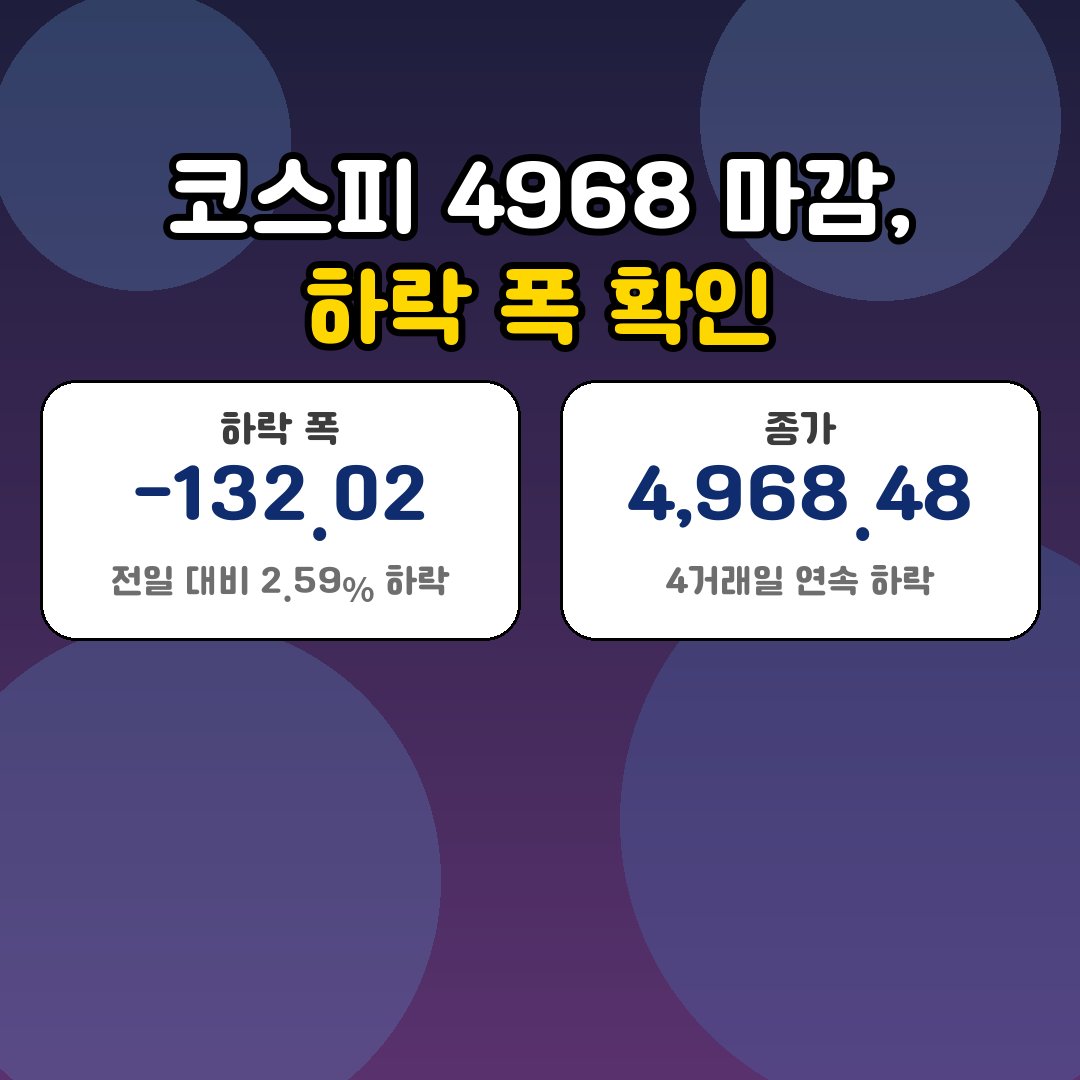 코스피 4968 마감,
하락 폭 확인
하락 폭
-132.02
전일 대비 2.59% 하락
종가
4,968.48
4거래일 연속 하락